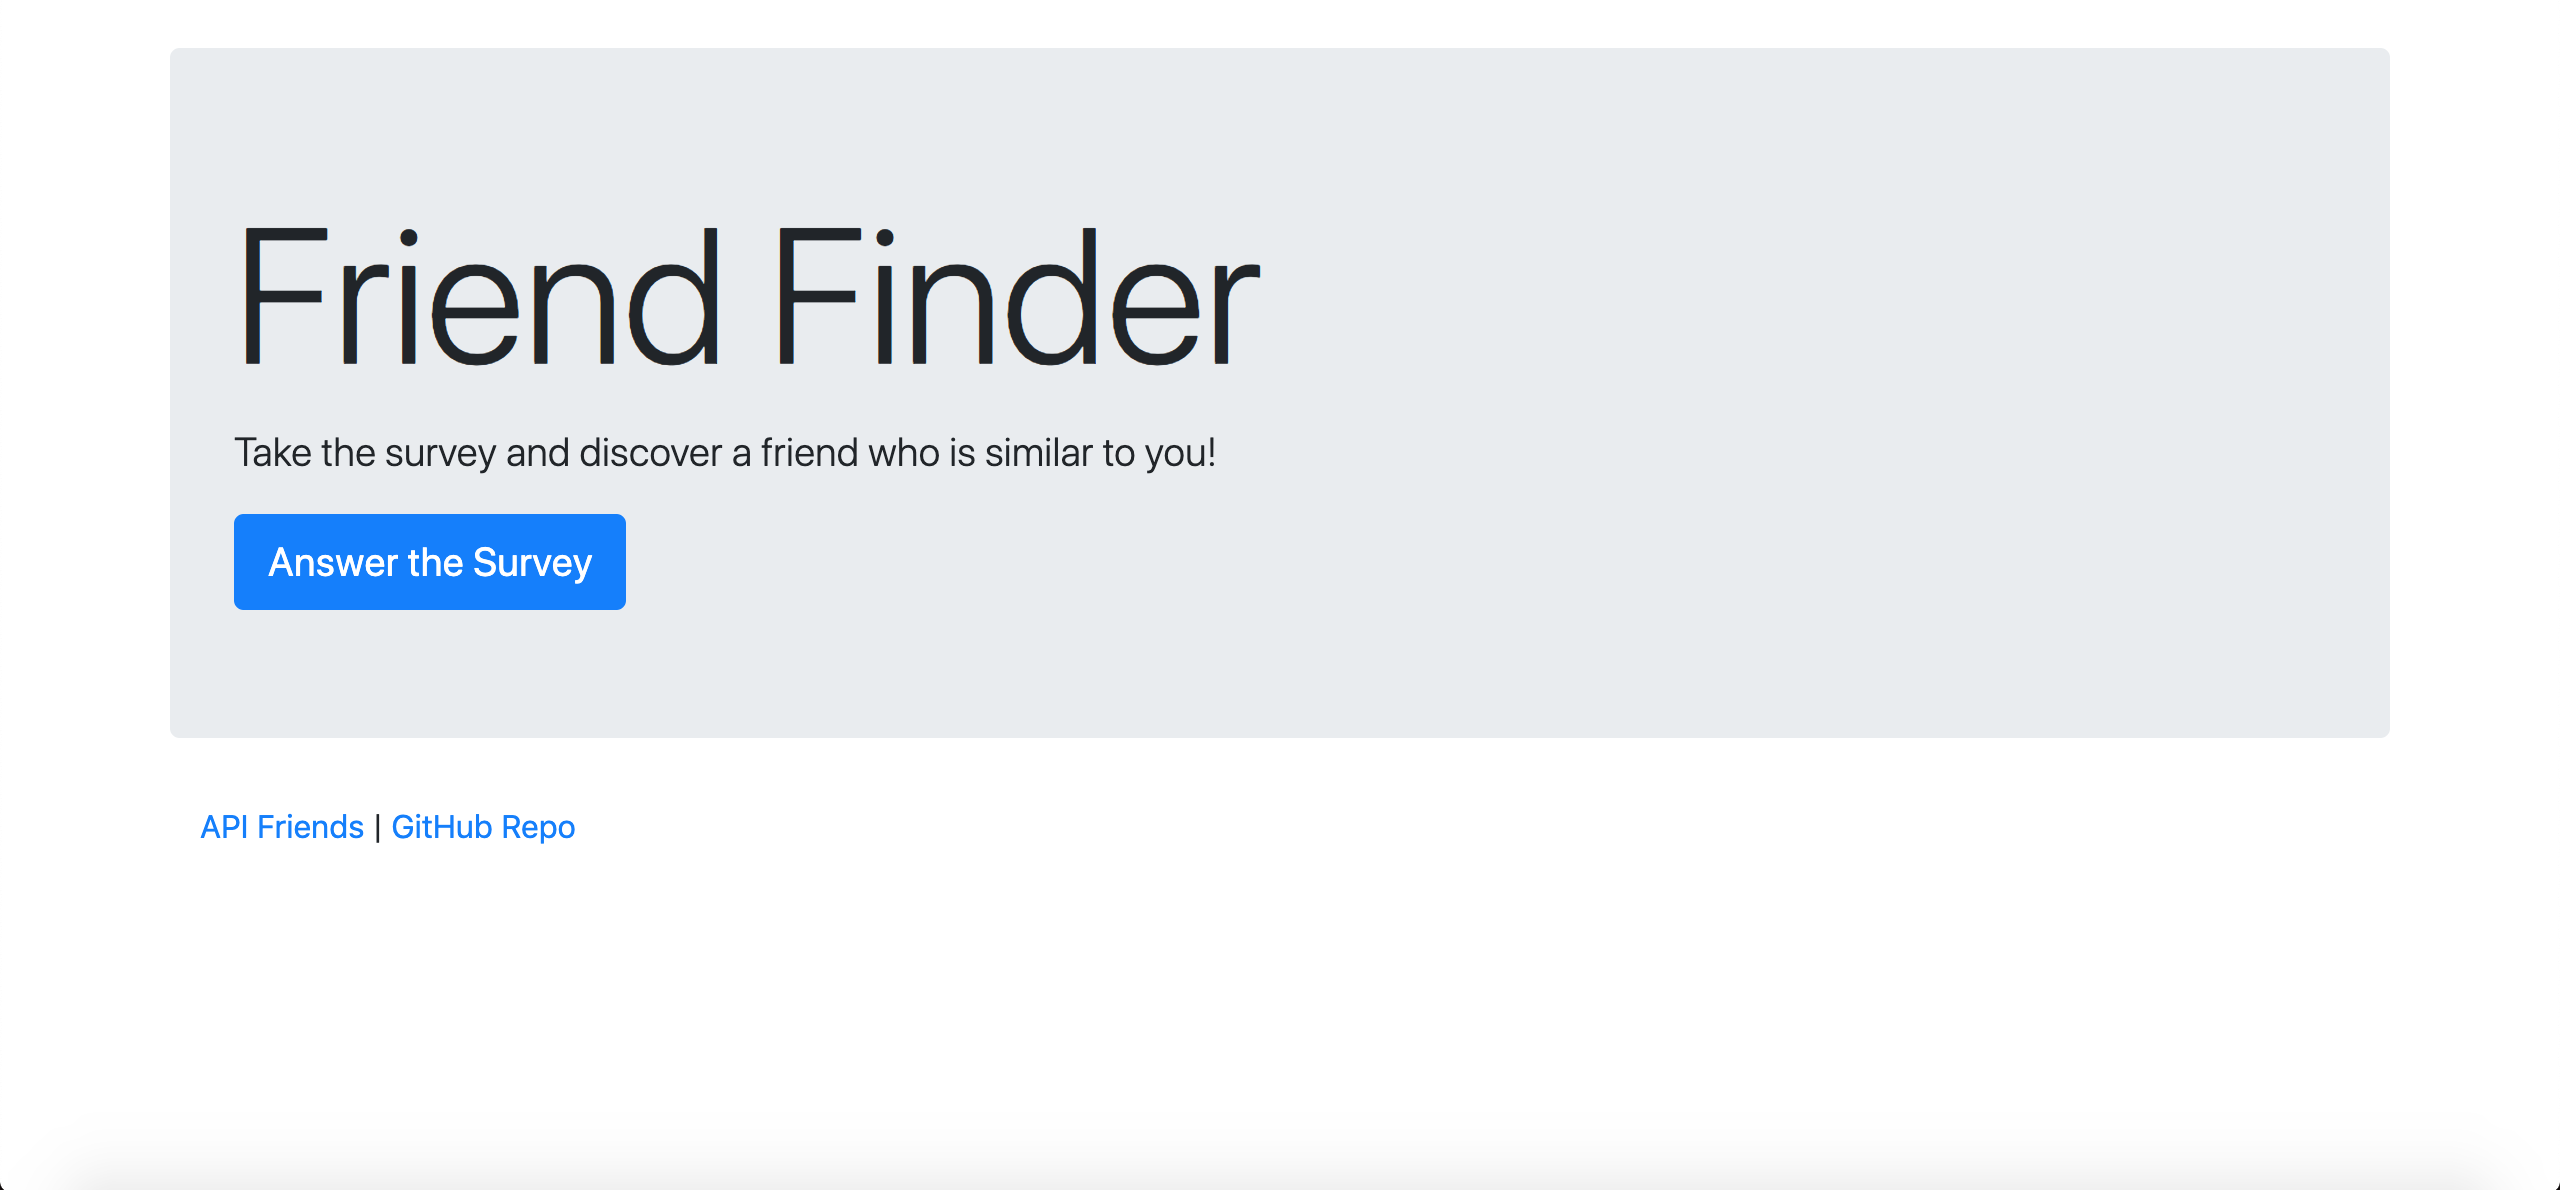 Friend Finder
Take the survey and discover a friend who is similar to you!
Answer the Survey
API Friends | GitHub Repo